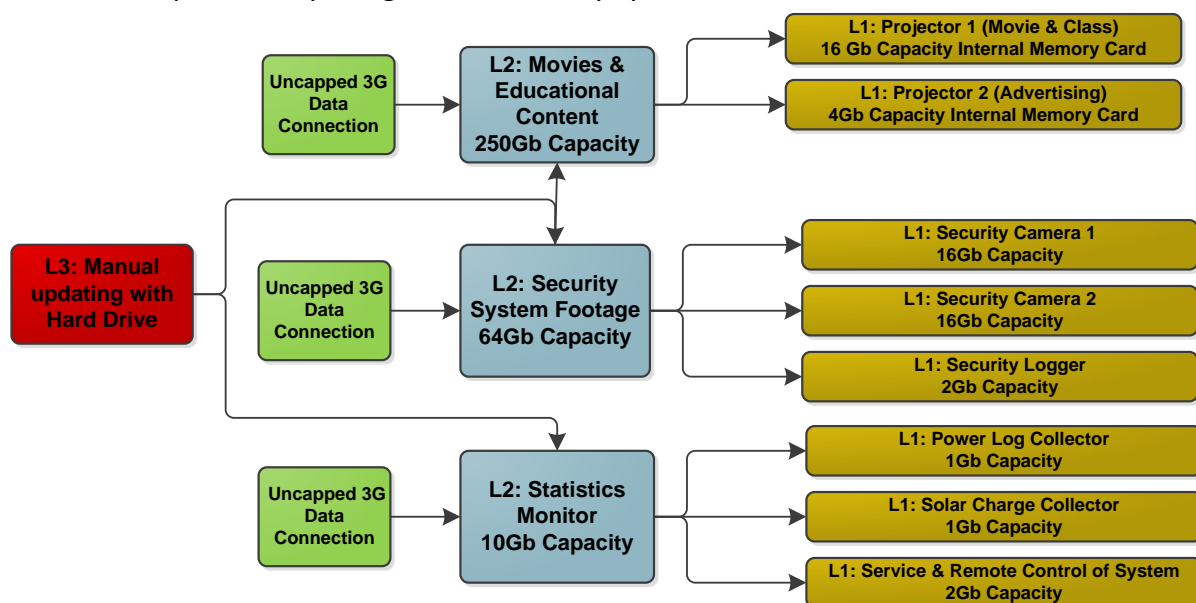 Uncapped 3G
Data
Connection
L2: Movies &
Educational
Content
250Gb Capacity
L1: Projector 1 (Movie & Class)
16 Gb Capacity Internal Memory Card
L1: Projector 2 (Advertising)
4Gb Capacity Internal Memory Card
L3: Manual
updating with
Hard Drive
Uncapped 3G
Data
Connection
L2: Security
System Footage
64Gb Capacity
L1: Security Camera 1
16Gb Capacity
L1: Security Camera 2
16Gb Capacity
L1: Security Logger
2Gb Capacity
Uncapped 3G
Data
Connection
L2: Statistics
Monitor
10Gb Capacity
L1: Power Log Collector
1Gb Capacity
L1: Solar Charge Collector
1Gb Capacity
L1: Service & Remote Control of System
2Gb Capacity